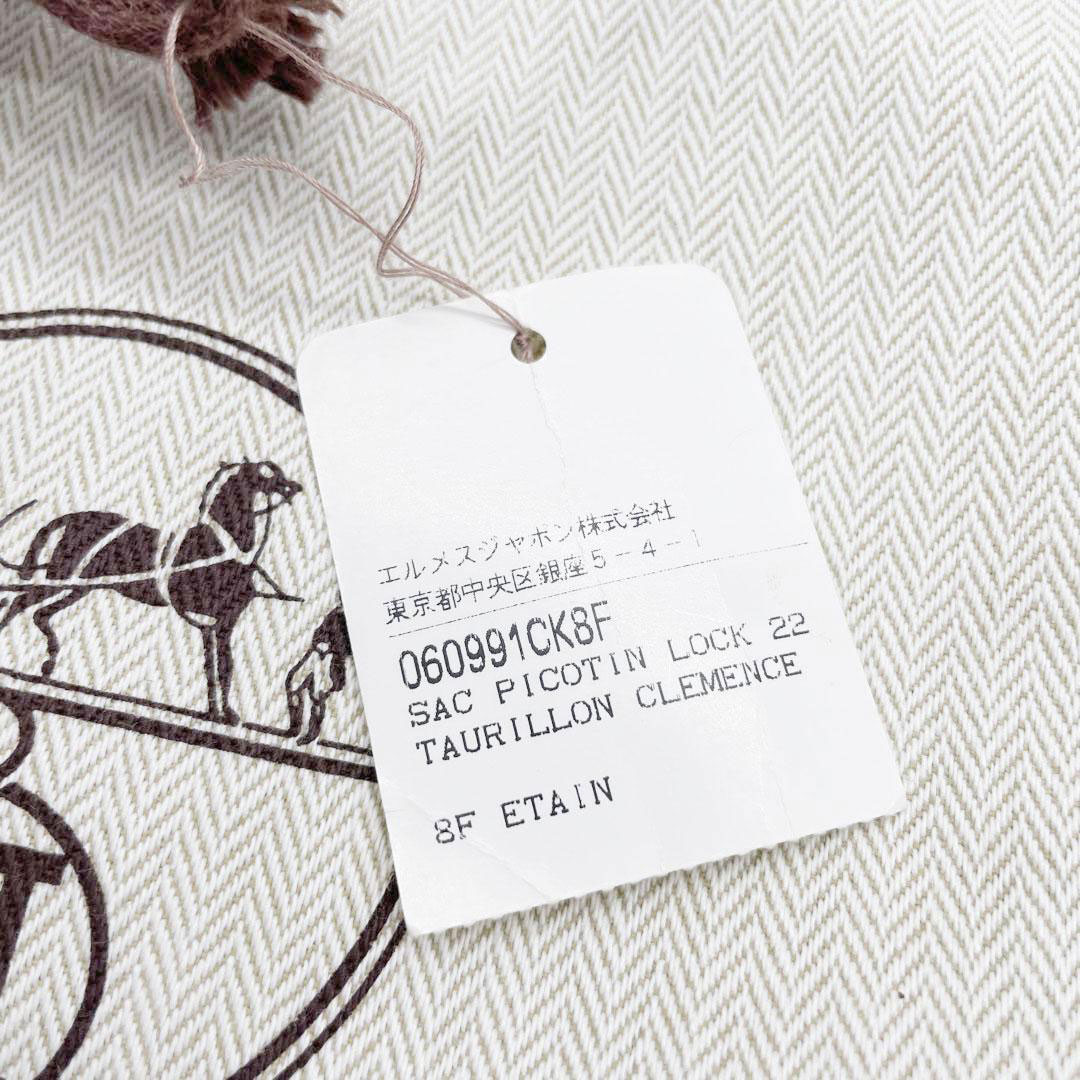 エルメスジャポン株式会社
東京都中央区銀座5-4-1
060991CK8F
SAC PICOTIN LOCK 22
TAURILLON CLEMENCE
8F ETAIN